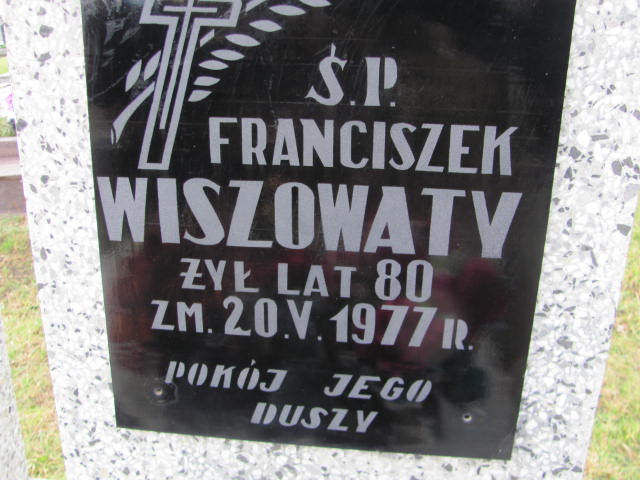 Ś.P.
FRANCISZEK
WISZOWATY
ŻYŁ LAT 80
ZM. 20.V.1977 R.
POKÓJ JEGO
DUSZY